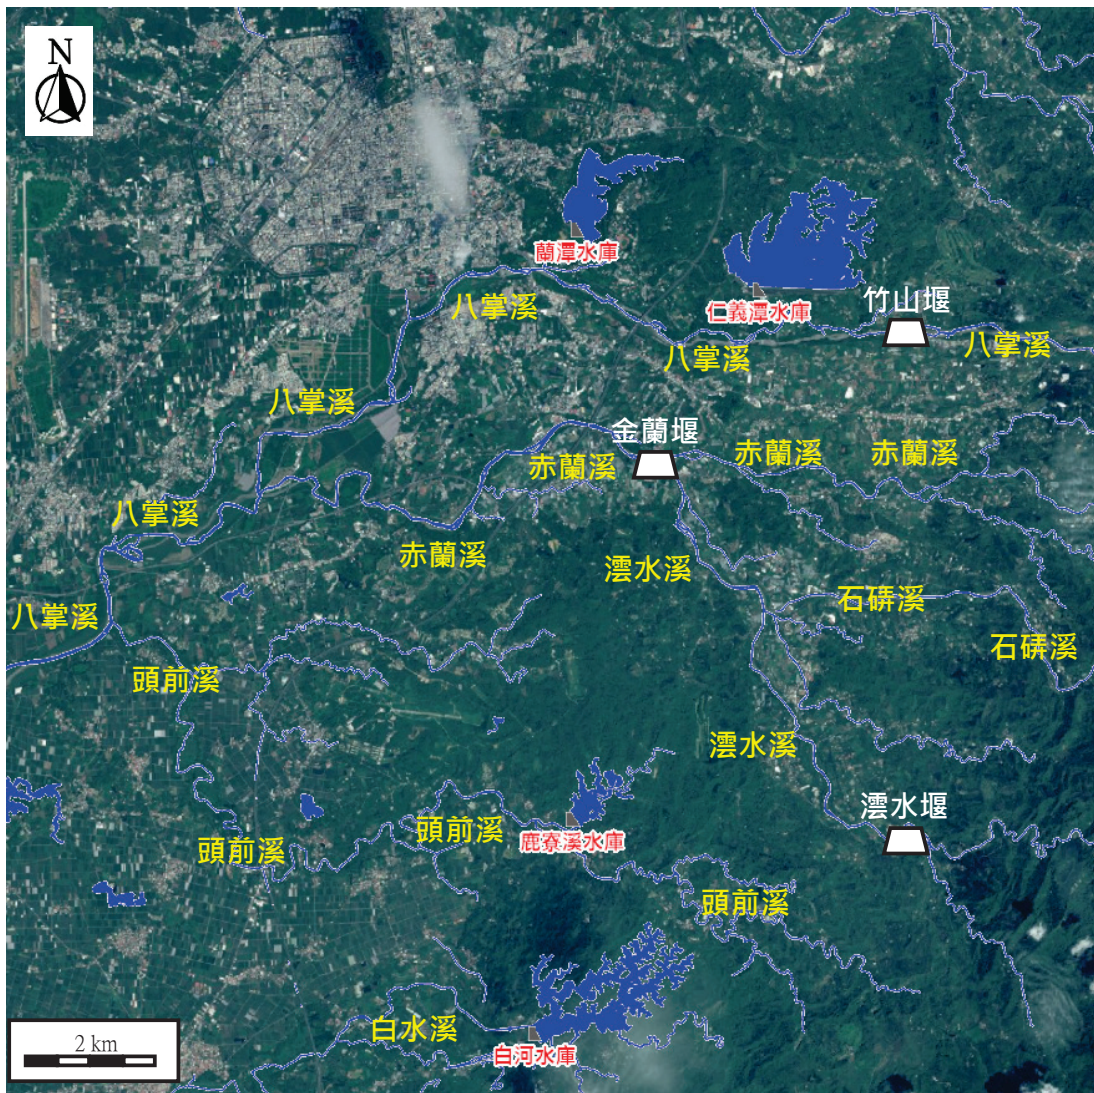 N
蘭潭水庫
仁義潭水庫
竹山堰
八掌溪
八掌溪
八掌溪
八掌溪
金蘭堰
赤蘭溪
赤蘭溪
赤蘭溪
八掌溪
赤蘭溪
澐水溪
石硦溪
八掌溪
石硦溪
頭前溪
澐水溪
澐水堰
頭前溪
鹿寮溪水庫
頭前溪
頭前溪
白水溪
2 km
白河水庫